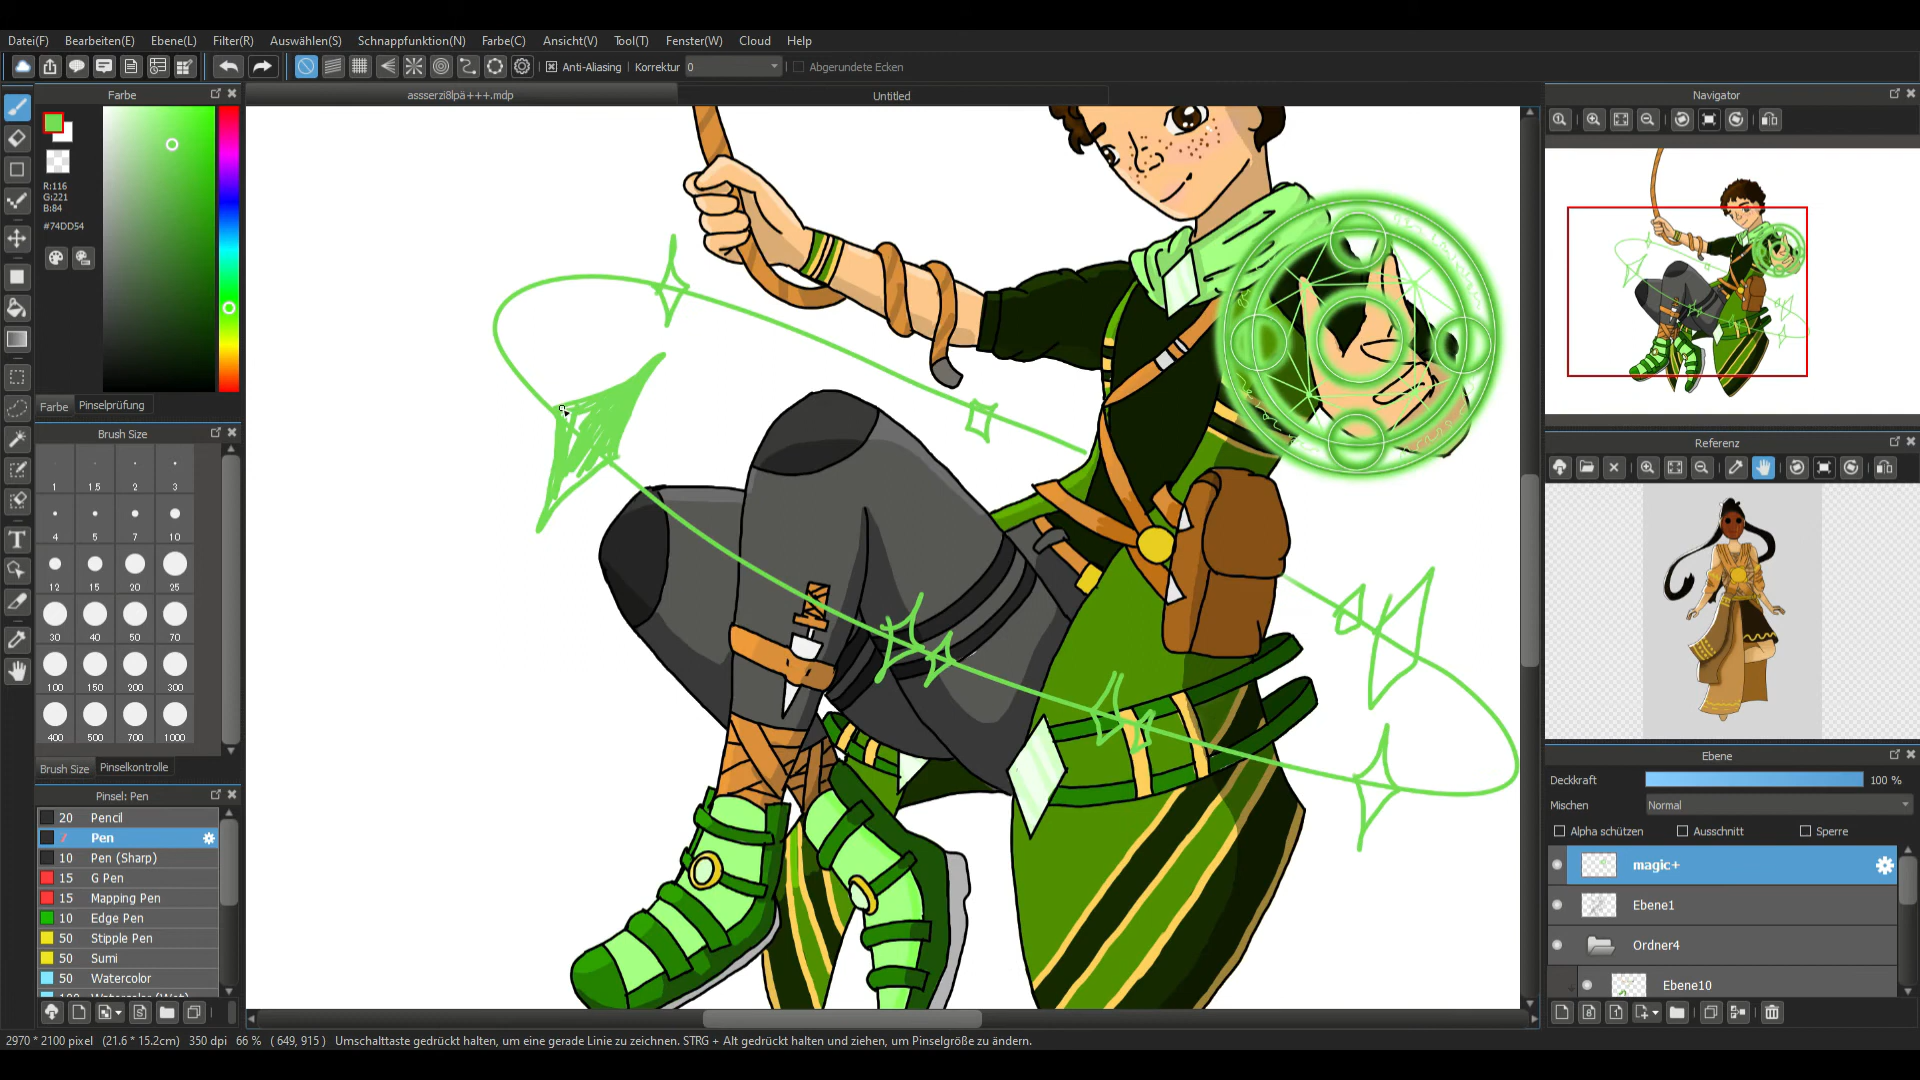 Datei(F) Bearbeiten(E) Ebene(L) Filter(R) Auswählen(S) Schnappfunktion(N) Farbe(C) Ansicht(V) Tool(T) Fenster(W) Cloud Help
Anti-Aliasing Korrektur 0 Abgerundete Ecken
Farbe
assserzi8lpä+++.mdp Untitled
R:116
G:221
B:84
#74DD54
Farbe Pinselprüfung
Brush Size
1 1.5 2 3
4 5 7 10
12 15 20 25
30 40 50 70
100 150 200 300
400 500 700 1000
Brush Size Pinselkontrolle
Pinsel: Pen
20 Pencil
7 Pen
10 Pen (Sharp)
15 G Pen
15 Mapping Pen
10 Edge Pen
50 Stipple Pen
50 Sumi
50 Watercolor
100 Watercolor (Wet)
Navigator
Referenz
Ebene
Deckkraft 100 %
Mischen Normal
Alpha schützen Ausschnitt Sperre
magic+
Ebene1
Ordner4
Ebene10
2970 * 2100 pixel (21.6 * 15.2cm) 350 dpi 66 % ( 649, 915 ) Umschalttaste gedrückt halten, um eine gerade Linie zu zeichnen. STRG + Alt gedrückt halten und ziehen, um Pinselgröße zu ändern.